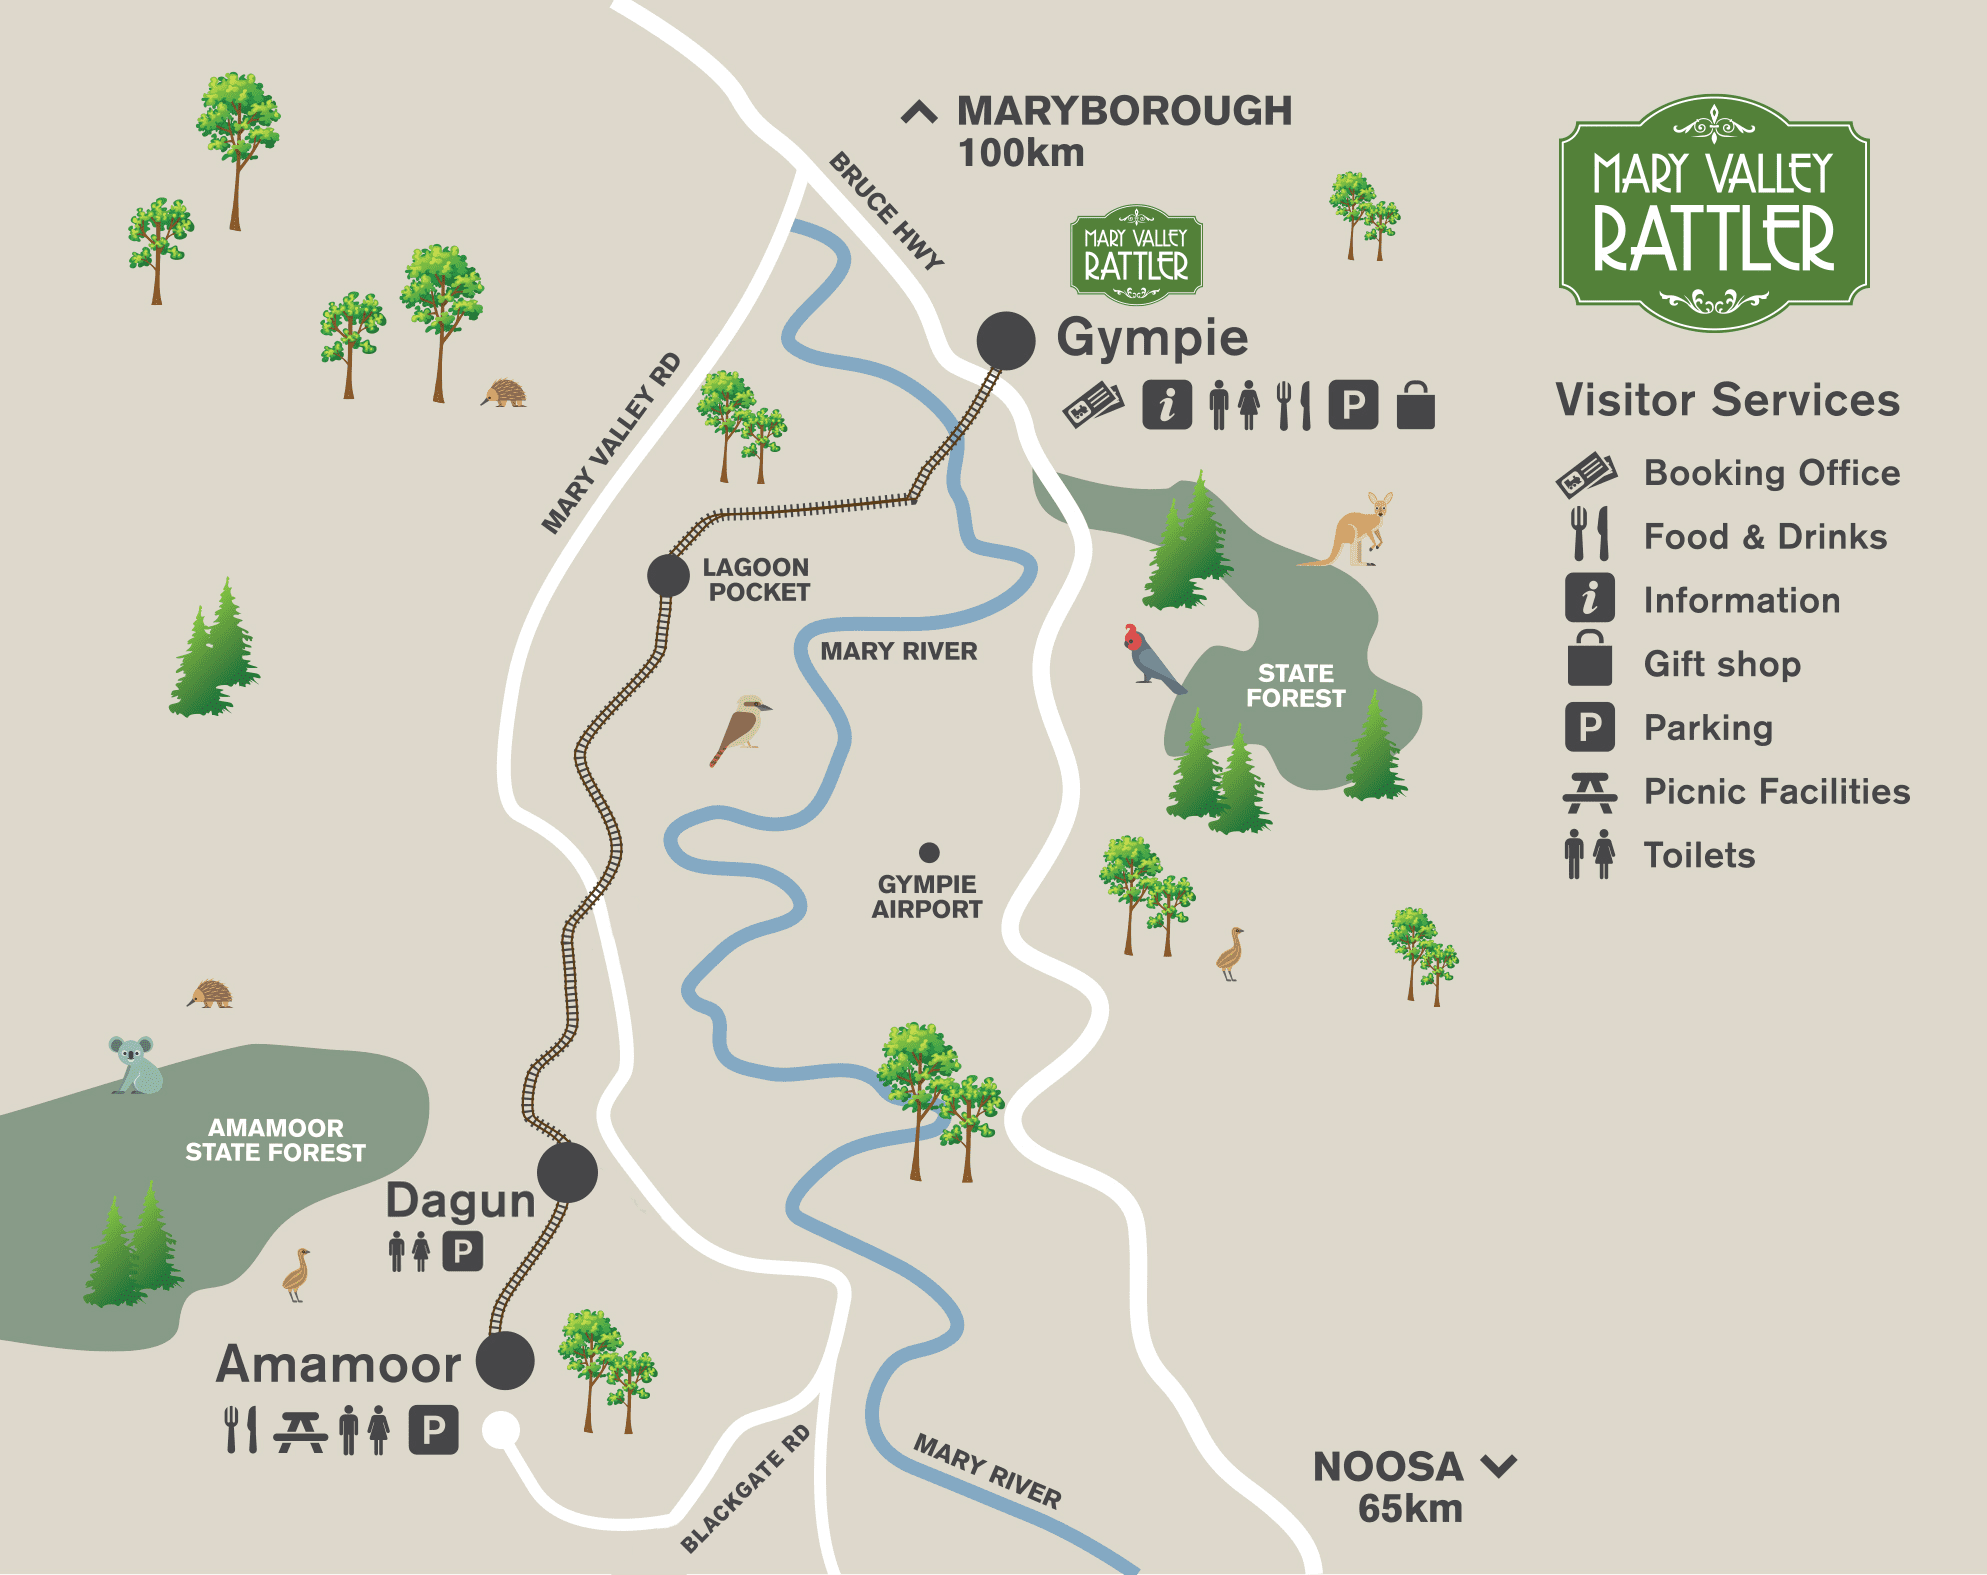 MARYBOROUGH
100km
BRUCE HWY
MARY VALLEY
RATTLER
MARY VALLEY
RATTLER
Gympie
i
P
MARY VALLEY RD
Visitor Services
Booking Office
Food & Drinks
i Information
Gift shop
P Parking
Picnic Facilities
Toilets
LAGOON
POCKET
MARY RIVER
STATE
FOREST
GYMPIE
AIRPORT
AMAMOOR
STATE FOREST
Dagun
P
Amamoor
P
BLACKGATE RD
MARY RIVER
NOOSA
65km